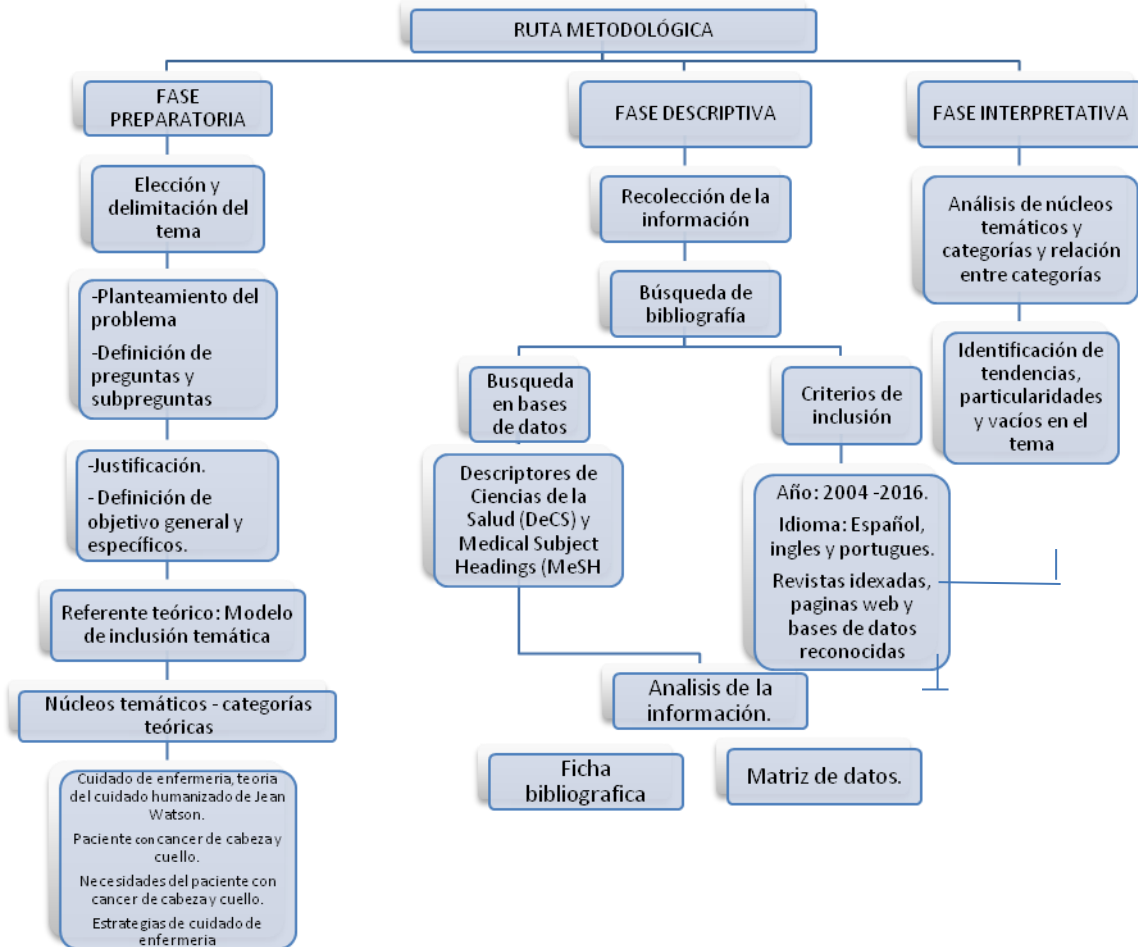 RUTA METODOLÓGICA
FASE
PREPARATORIA
Elección y
delimitación del
tema
-Planteamiento del
problema
-Definición de
preguntas y
subpreguntas
-Justificación.
- Definición de
objetivo general y
específicos.
Referente teórico: Modelo
de inclusión temática
Núcleos temáticos - categorías
teóricas
Cuidado de enfermeria, teoria
del cuidado humanizado de Jean
Watson.
Paciente con cancer de cabeza y
cuello.
Necesidades del paciente con
cancer de cabeza y cuello.
Estrategias de cuidado de
enfermeria
FASE DESCRIPTIVA
Recolección de la
información
Búsqueda de
bibliografía
Busqueda
en bases
de datos
Descriptores de
Ciencias de la
Salud (DeCS) y
Medical Subject
Headings (MeSH
Criterios de
inclusión
Año: 2004 -2016.
Idioma: Español,
ingles y portugues.
Revistas idexadas,
paginas web y
bases de datos
reconocidas
Analisis de la
información.
Ficha
bibliografica
Matriz de datos.
FASE INTERPRETATIVA
Análisis de núcleos
temáticos y
categorías y relación
entre categorías
Identificación de
tendencias,
particularidades
y vacíos en el
tema